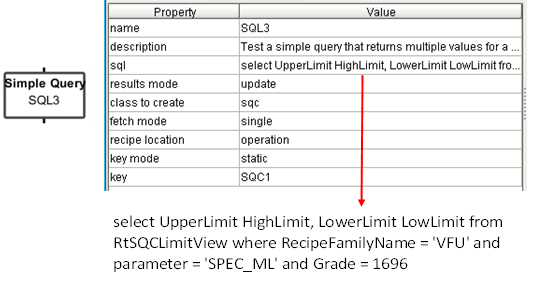 Simple Query
SQL3
Property Value
name SQL3
description Test a simple query that returns multiple values for a ...
sql select UpperLimit HighLimit, LowerLimit LowLimit fro...
results mode update
class to create sqc
fetch mode single
recipe location operation
key mode static
key SQC1
select UpperLimit HighLimit, LowerLimit LowLimit from
RtSQCLimitView where RecipeFamilyName = 'VFU' and
parameter = 'SPEC_ML' and Grade = 1696